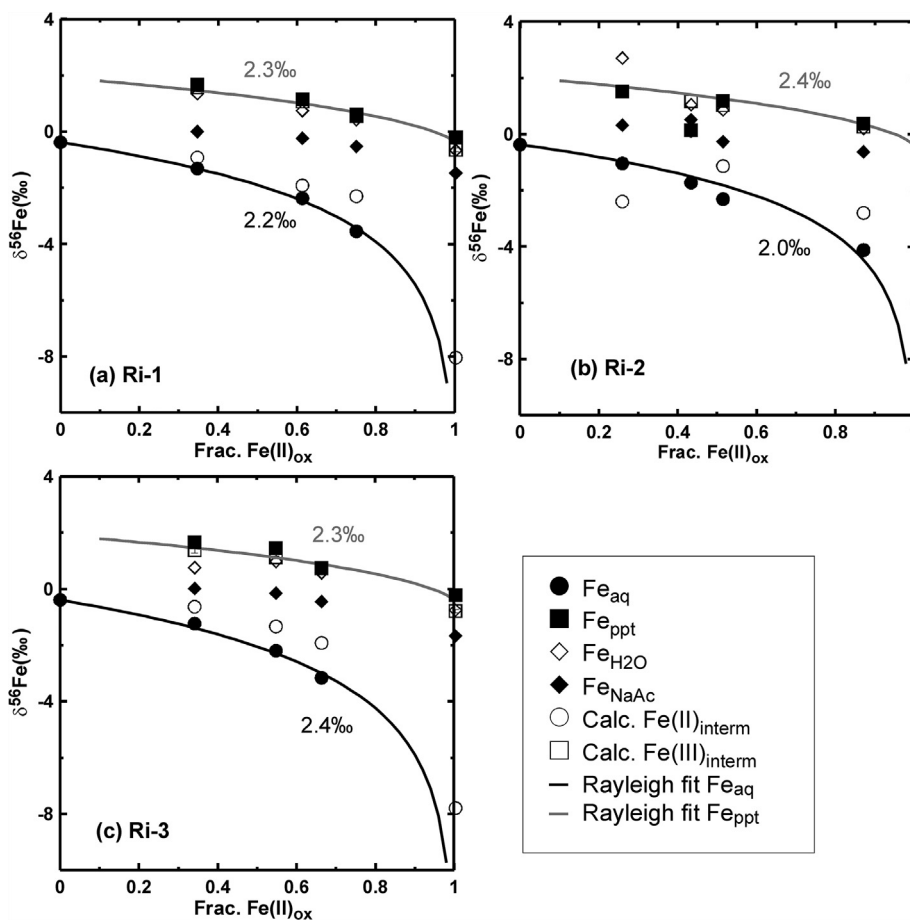 4
0
-4
-8
δ56Fe(‰)
2.3‰
2.2‰
(a) Ri-1
0 0.2 0.4 0.6 0.8 1
Frac. Fe(II)ox
4
0
-4
-8
δ56Fe(‰)
2.4‰
2.0‰
(b) Ri-2
0 0.2 0.4 0.6 0.8
Frac. Fe(II)ox
4
0
-4
-8
δ56Fe(‰)
2.3‰
2.4‰
(c) Ri-3
0 0.2 0.4 0.6 0.8 1
Frac. Fe(II)ox
Feaq
Feppt
FeH2O
FeNaAc
Calc. Fe(II)interm
Calc. Fe(III)interm
Rayleigh fit Feaq
Rayleigh fit Feppt